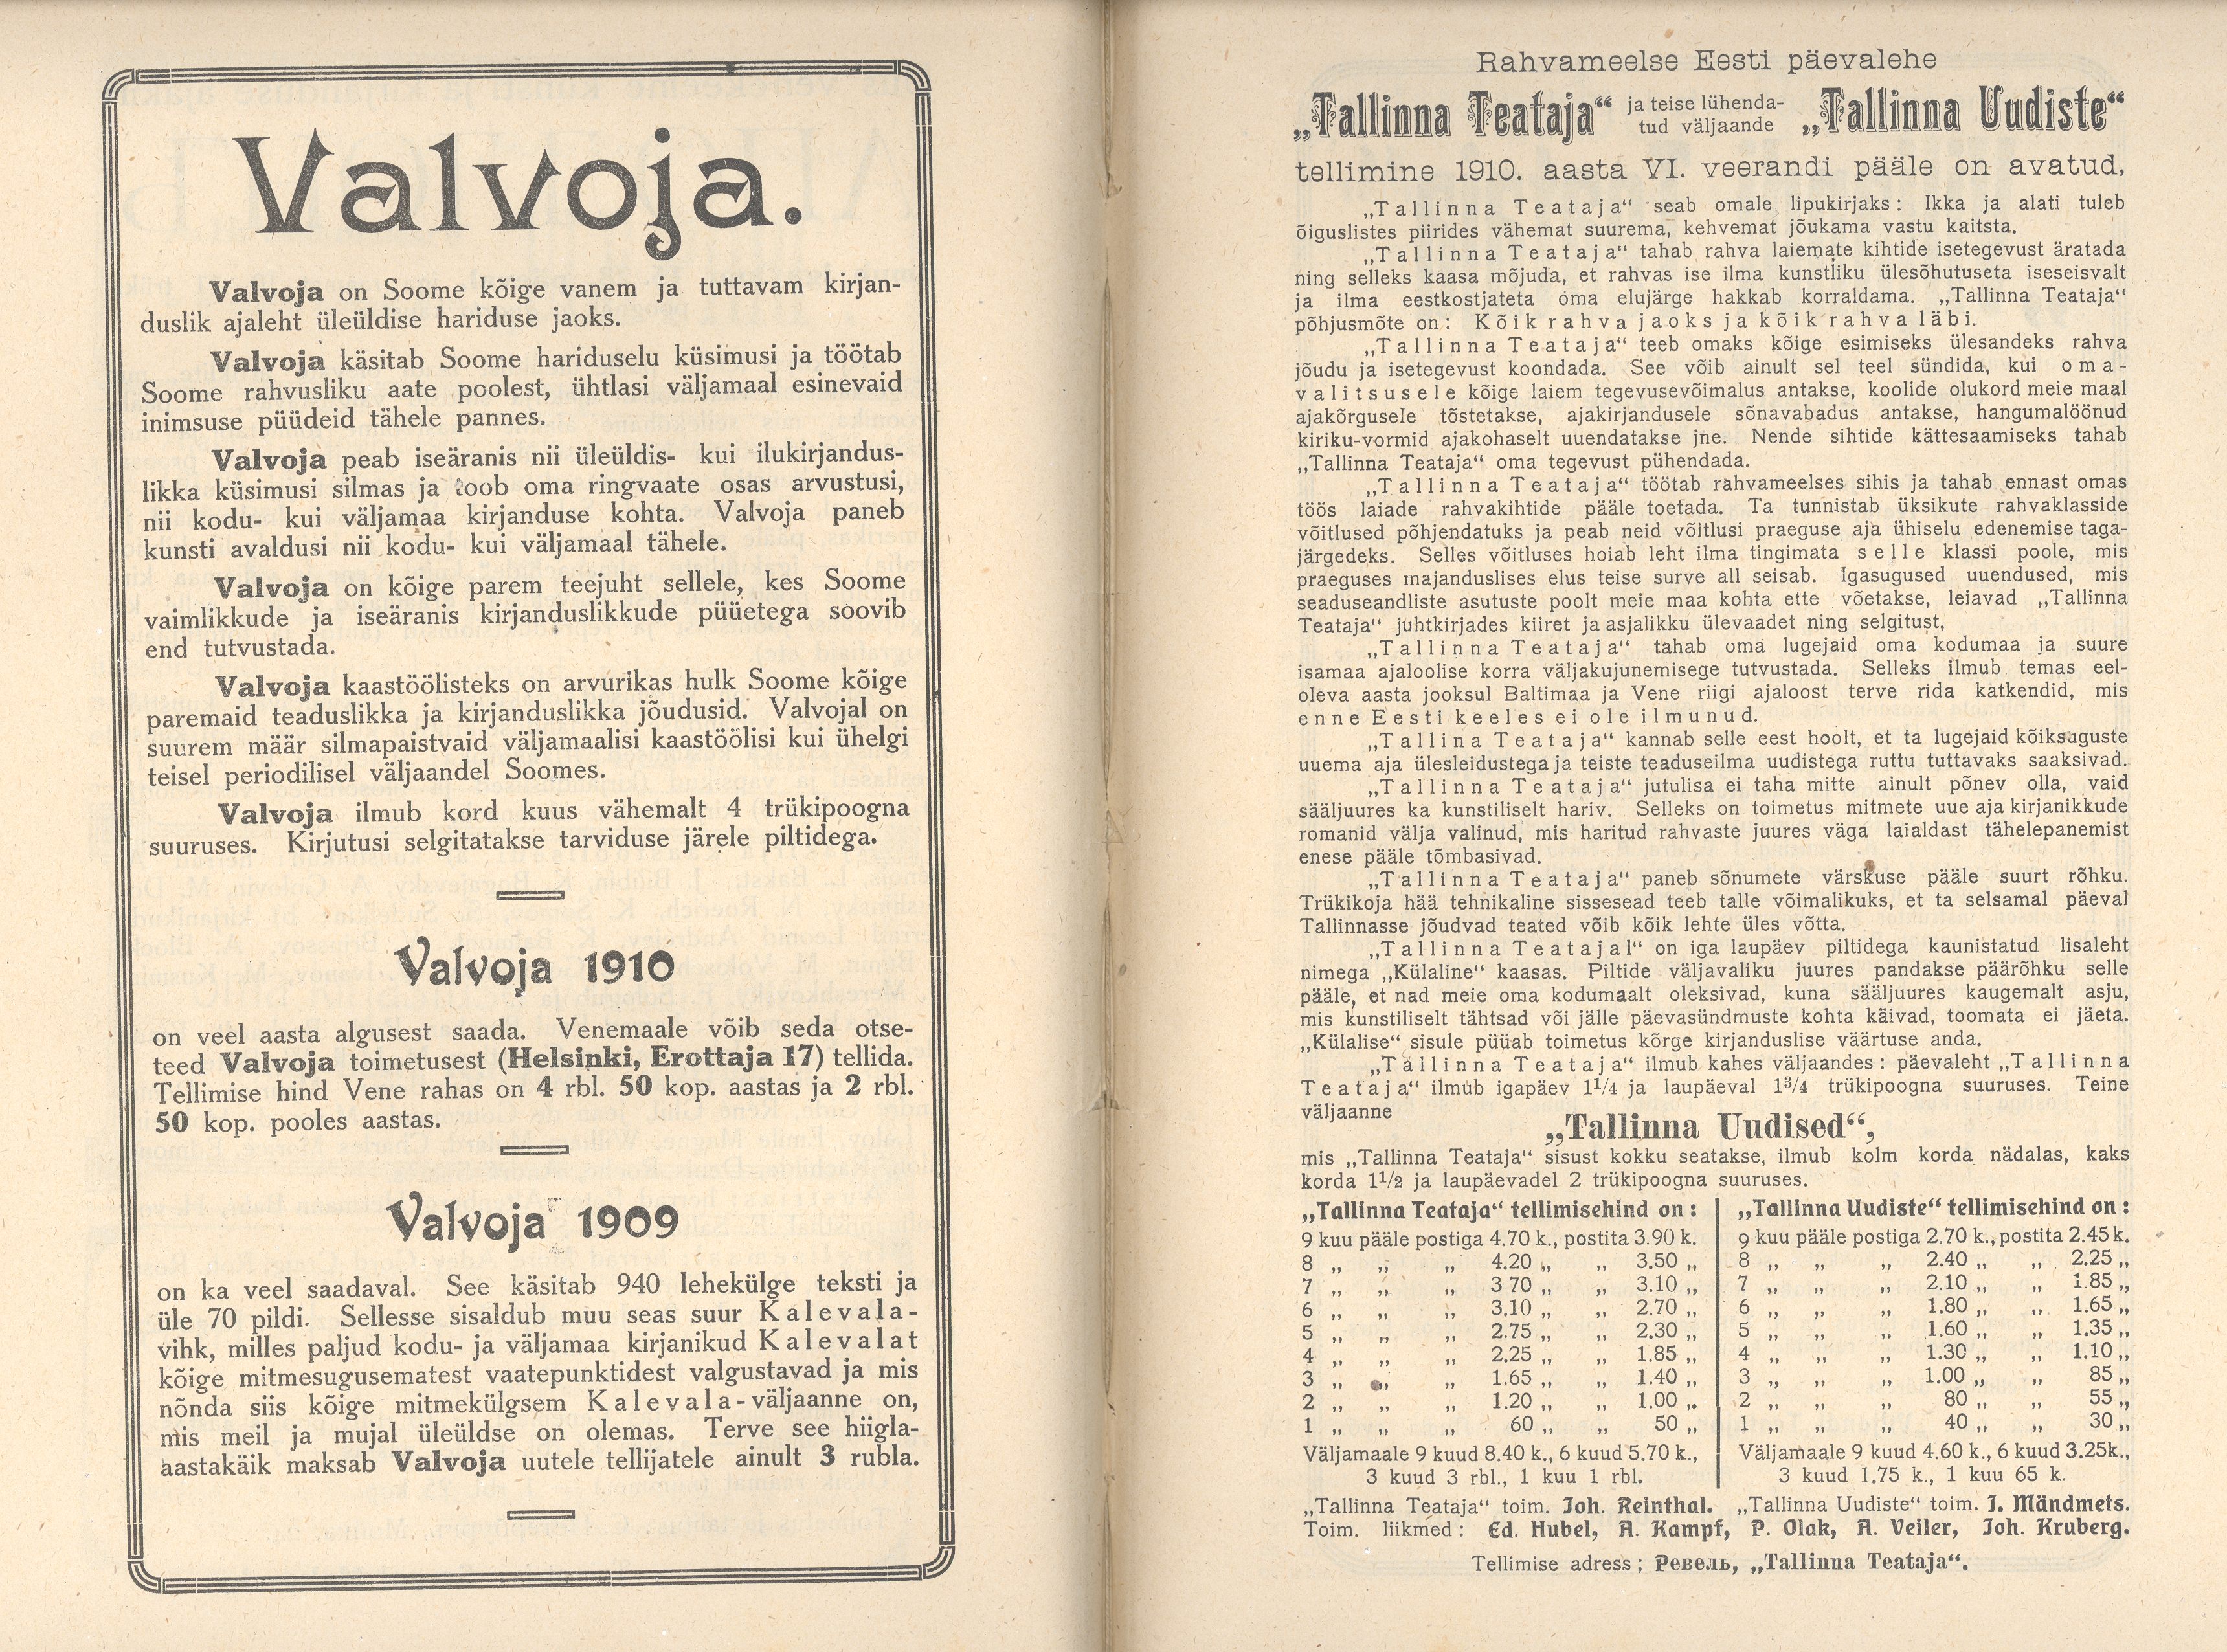 Valvoja.
Valvoja on Soome kõige vanem ja tuttavam kirjan-
duslik ajaleht üleüldise hariduse jaoks.
Valvoja käsitab Soome hariduselu küsimusi ja töötab
Soome rahvusliku aate poolest, ühtlasi väljamaal esinevaid
inimsuse püüdeid tähele pannes.
Valvoja peab iseäranis nii üleüldis- kui ilukirjandus-
likka küsimusi silmas ja toob oma ringvaate osas arvustusi,
nii kodu- kui väljamaa kirjanduse kohta. Valvoja paneb
kunsti avaldusi nii kodu- kui väljamaal tähele.
Valvoja on kõige parem teejuht sellele, kes Soome
vaimlikkude ja iseäranis kirjanduslikkude püüetega soovib
end tutvustada.
Valvoja kaastöölisteks on arvurikas hulk Soome kõige
paremaid teaduslikka ja kirjanduslikka jõudusid. Valvojal on
suurem määr silmapaistvaid väljamaalisi kaastöölisi kui ühelgi
teisel periodilisel väljaandel Soomes.
Valvoja ilmub kord kuus vähemalt 4 trükipoogna
suuruses. Kirjutusi selgitatakse tarviduse järele piltidega.
Valvoja 1910
on veel aasta algusest saada. Venemaale võib seda otse-
teed Valvoja toimetusest (Helsinki, Erottaja 17) tellida.
Tellimise hind Vene rahas on 4 rbl. 50 kop. aastas ja 2 rbl.
50 kop. pooles aastas.
Valvoja 1909
on ka veel saadaval. See käsitab 940 lehekülge teksti ja
üle 70 pildi. Sellesse sisaldub muu seas suur Kalevala-
vihk, milles paljud kodu- ja väljamaa kirjanikud Kalevalat
kõige mitmesugusematest vaatepunktidest valgustavad ja mis
nõnda siis kõige mitmekülgsem Kalevala-väljaanne on,
mis meil ja mujal üleüldse on olemas. Terve see hiigla-
aastakäik maksab Valvoja uutele tellijatele ainult 3 rubla.
Rahvameelse Eesti päevalehe
„Tallinna Teataja“ ja teise lühenda-
tud väljaande „Tallinna Uudiste“
tellimine 1910. aasta VI. veerandi pääle on avatud,
„Tallinna Teataja“ seab omale lipukirjaks: Ikka ja alati tuleb
õiguslistes piirides vähemat suurema, kehvemat jõukama vastu kaitsta.
„Tallinna Teataja“ tahab rahva laiemate kihtide isetegevust äratada
ning selleks kaasa mõjuda, et rahvas ise ilma kunstliku ülesõhutuseta iseseisvalt
ja ilma eestkostjateta oma elujärge hakkab korraldama. „Tallinna Teataja“
põhjusmõte on: Kõik rahva jaoks ja kõik rahva läbi.
„Tallinna Teataja“ teeb omaks kõige esimiseks ülesandeks rahva
jõudu ja isetegevust koondada. See võib ainult sel teel sündida, kui oma-
valitsusele kõige laiem tegevusevõimalus antakse, koolide olukord meie maal
ajakõrgusele tõstetakse, ajakirjandusele sõnavabadus antakse, hangumalöönud
kiriku-vormid ajakohaselt uuendatakse jne. Nende sihtide kättesaamiseks tahab
„Tallinna Teataja“ oma tegevust pühendada.
„Tallinna Teataja“ töötab rahvameelses sihis ja tahab ennast omas
töös laiade rahvakihtide pääle toetada. Ta tunnistab üksikute rahvaklasside
võitlused põhjendatuks ja peab neid võitlusi praeguse aja ühiselu edenemise taga-
järgedeks. Selles võitluses hoiab leht ilma tingimata selle klassi poole, mis
praeguses majanduslises elus teise surve all seisab. Igasugused uuendused, mis
seaduseandliste asutuste poolt meie maa kohta ette võetakse, leiavad „Tallinna
Teataja“ juhtkirjades kiiret ja asjalikku ülevaadet ning selgitust,
„Tallinna Teataja“ tahab oma lugejaid oma kodumaa ja suure
isamaa ajaloolise korra väljakujunemisega tutvustada. Selleks ilmub temas eel-
oleva aasta jooksul Baltimaa ja Vene riigi ajaloost terve rida katkendid, mis
enne Eesti keeles ei ole ilmunud.
„Tallina Teataja“ kannab selle eest hoolt, et ta lugejaid kõiksuguste
uuema aja ülesleidustega ja teiste teaduseilma uudistega ruttu tuttavaks saaksivad.
„Tallinna Teataja“ jutulisa ei taha mitte ainult põnev olla, vaid
sääljuures ka kunstiliselt hariv. Selleks on toimetus mitmete uue aja kirjanikkude
romanid välja valinud, mis haritud rahvaste juures väga laialdast tähelepanemist
enese pääle tõmbasivad.
„Tallinna Teataja“ paneb sõnumete värskuse pääle suurt rõhku.
Trükikoja hää tehnikaline sissesead teeb talle võimalikuks, et ta selsamal päeval
Tallinnasse jõudvad teated võib kõik lehte üles võtta.
„Tallinna Teatajal“ on iga laupäev piltidega kaunistatud lisaleht
nimega „Külaline“ kaasas. Piltide väljavaliku juures pandakse päärõhku selle
pääle, et nad meie oma kodumaalt oleksivad, kuna sääljuures kaugemalt asju,
mis kunstiliselt tähtsad või jälle päevasündmuste kohta käivad, toomata ei jäeta.
„Külalise“ sisule püüab toimetus kõrge kirjanduslise väärtuse anda.
„Tallinna Teataja“ ilmub kahes väljaandes: päevaleht „Tallinna
Teataja“ ilmub igapäev 1¹/₄ ja laupäeval 1³/₄ trükipoogna suuruses. Teine
väljaanne
„Tallinna Uudised“,
mis „Tallinna Teataja“ sisust kokku seatakse, ilmub kolm korda nädalas, kaks
korda 1¹/₂ ja laupäevadel 2 trükipoogna suuruses.
„Tallinna Teataja“ tellimisehind on:
9 kuu pääle postiga 4.70 k., postita 3.90 k.
8 „ „ „ 4.20 „ „ 3.50 „
7 „ „ „ 3 70 „ „ 3.10 „
6 „ „ „ 3.10 „ „ 2.70 „
5 „ „ „ 2.75 „ „ 2.30 „
4 „ „ „ 2.25 „ „ 1.85 „
3 „ „ „ 1.65 „ „ 1.40 „
2 „ „ „ 1.20 „ „ 1.00 „
1 „ „ „ 60 „ „ 50 „
Väljamaale 9 kuud 8.40 k., 6 kuud 5.70 k.,
3 kuud 3 rbl., 1 kuu 1 rbl.
„Tallinna Uudiste“ tellimisehind on:
9 kuu pääle postiga 2.70 k., postita 2.45 k.
8 „ „ „ 2.40 „ „ 2.25 „
7 „ „ „ 2.10 „ „ 1 85 „
6 „ „ „ 1.80 „ „ 1.65 „
5 „ „ „ 1.60 „ „ 1.35 „
4 „ „ „ 1.30 „ „ 1.10 „
3 „ „ „ 1.00 „ „ 85 „
2 „ „ „ 80 „ „ 55 „
1 „ „ „ 40 „ „ 30 „
Väljamaale 9 kuud 4.60 k., 6 kuud 3.25k.,
3 kuud 1.75 k., 1 kuu 65 k.
„Tallinna Teataja“ toim. Joh. Reinthal. „Tallinna Uudiste“ toim. J. Mändmets.
Toim. liikmed: Ed. Hubel, A. Kampf, P. Olak, A. Veiler, Joh. Kruberg.
Tellimise adress; Ревель, „Tallinna Teataja“.